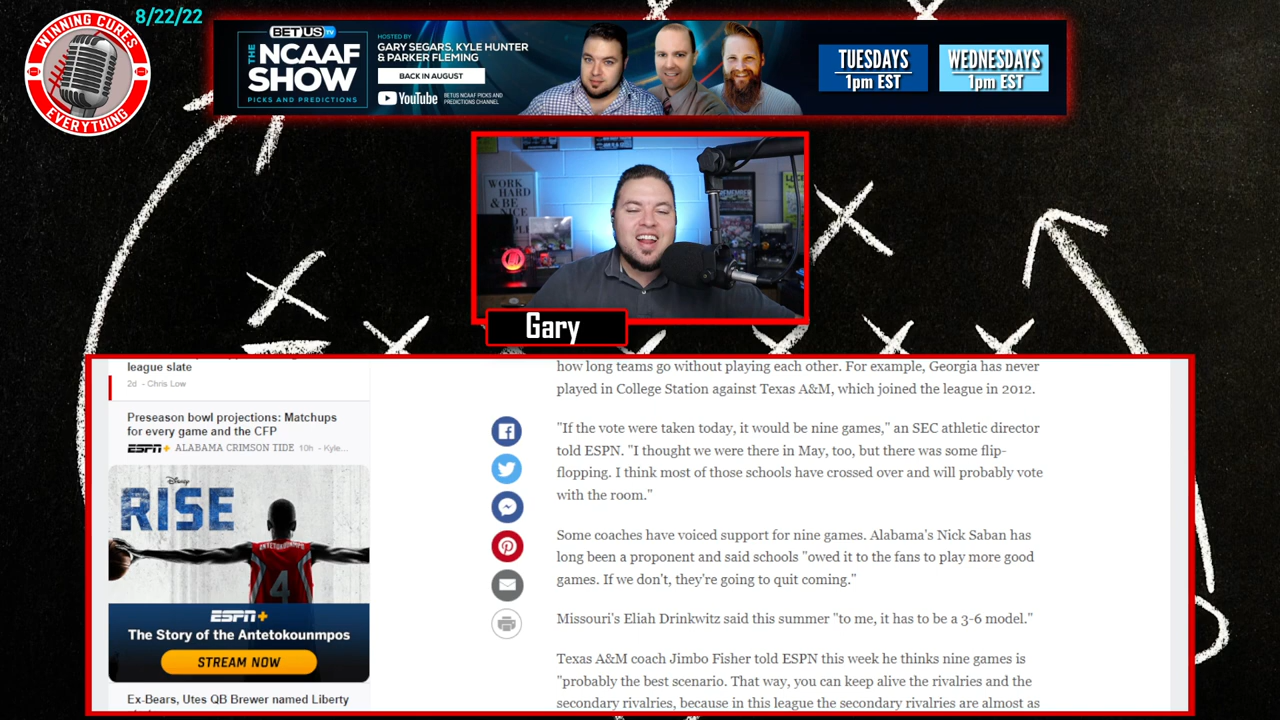 8/22/22
WINNING CURES
EVERYTHING
BETUS TV
THE
NCAAF
SHOW
PICKS AND PREDICTIONS
HOSTED BY
GARY SEGARS, KYLE HUNTER
& PARKER FLEMING
BACK IN AUGUST
YouTube
BETUS NCAAF PICKS AND
PREDICTIONS CHANNEL
TUESDAYS
1pm EST
WEDNESDAYS
1pm EST
WORK
HARD
& BE
NICE
Gary
league slate
2d - Chris Low
Preseason bowl projections: Matchups
for every game and the CFP
ESPN+ ALABAMA CRIMSON TIDE 10h - Kyle...
Disney
RISE
ANTETOKOUNMPO
4
ESPN+
The Story of the Antetokounmpos
STREAM NOW
Ex-Bears, Utes QB Brewer named Liberty
how long teams go without playing each other. For example, Georgia has never
played in College Station against Texas A&M, which joined the league in 2012.
"If the vote were taken today, it would be nine games," an SEC athletic director
told ESPN. "I thought we were there in May, too, but there was some flip-
flopping. I think most of those schools have crossed over and will probably vote
with the room."
Some coaches have voiced support for nine games. Alabama's Nick Saban has
long been a proponent and said schools "owed it to the fans to play more good
games. If we don't, they're going to quit coming."
Missouri's Eliah Drinkwitz said this summer "to me, it has to be a 3-6 model."
Texas A&M coach Jimbo Fisher told ESPN this week he thinks nine games is
"probably the best scenario. That way, you can keep alive the rivalries and the
secondary rivalries, because in this league the secondary rivalries are almost as